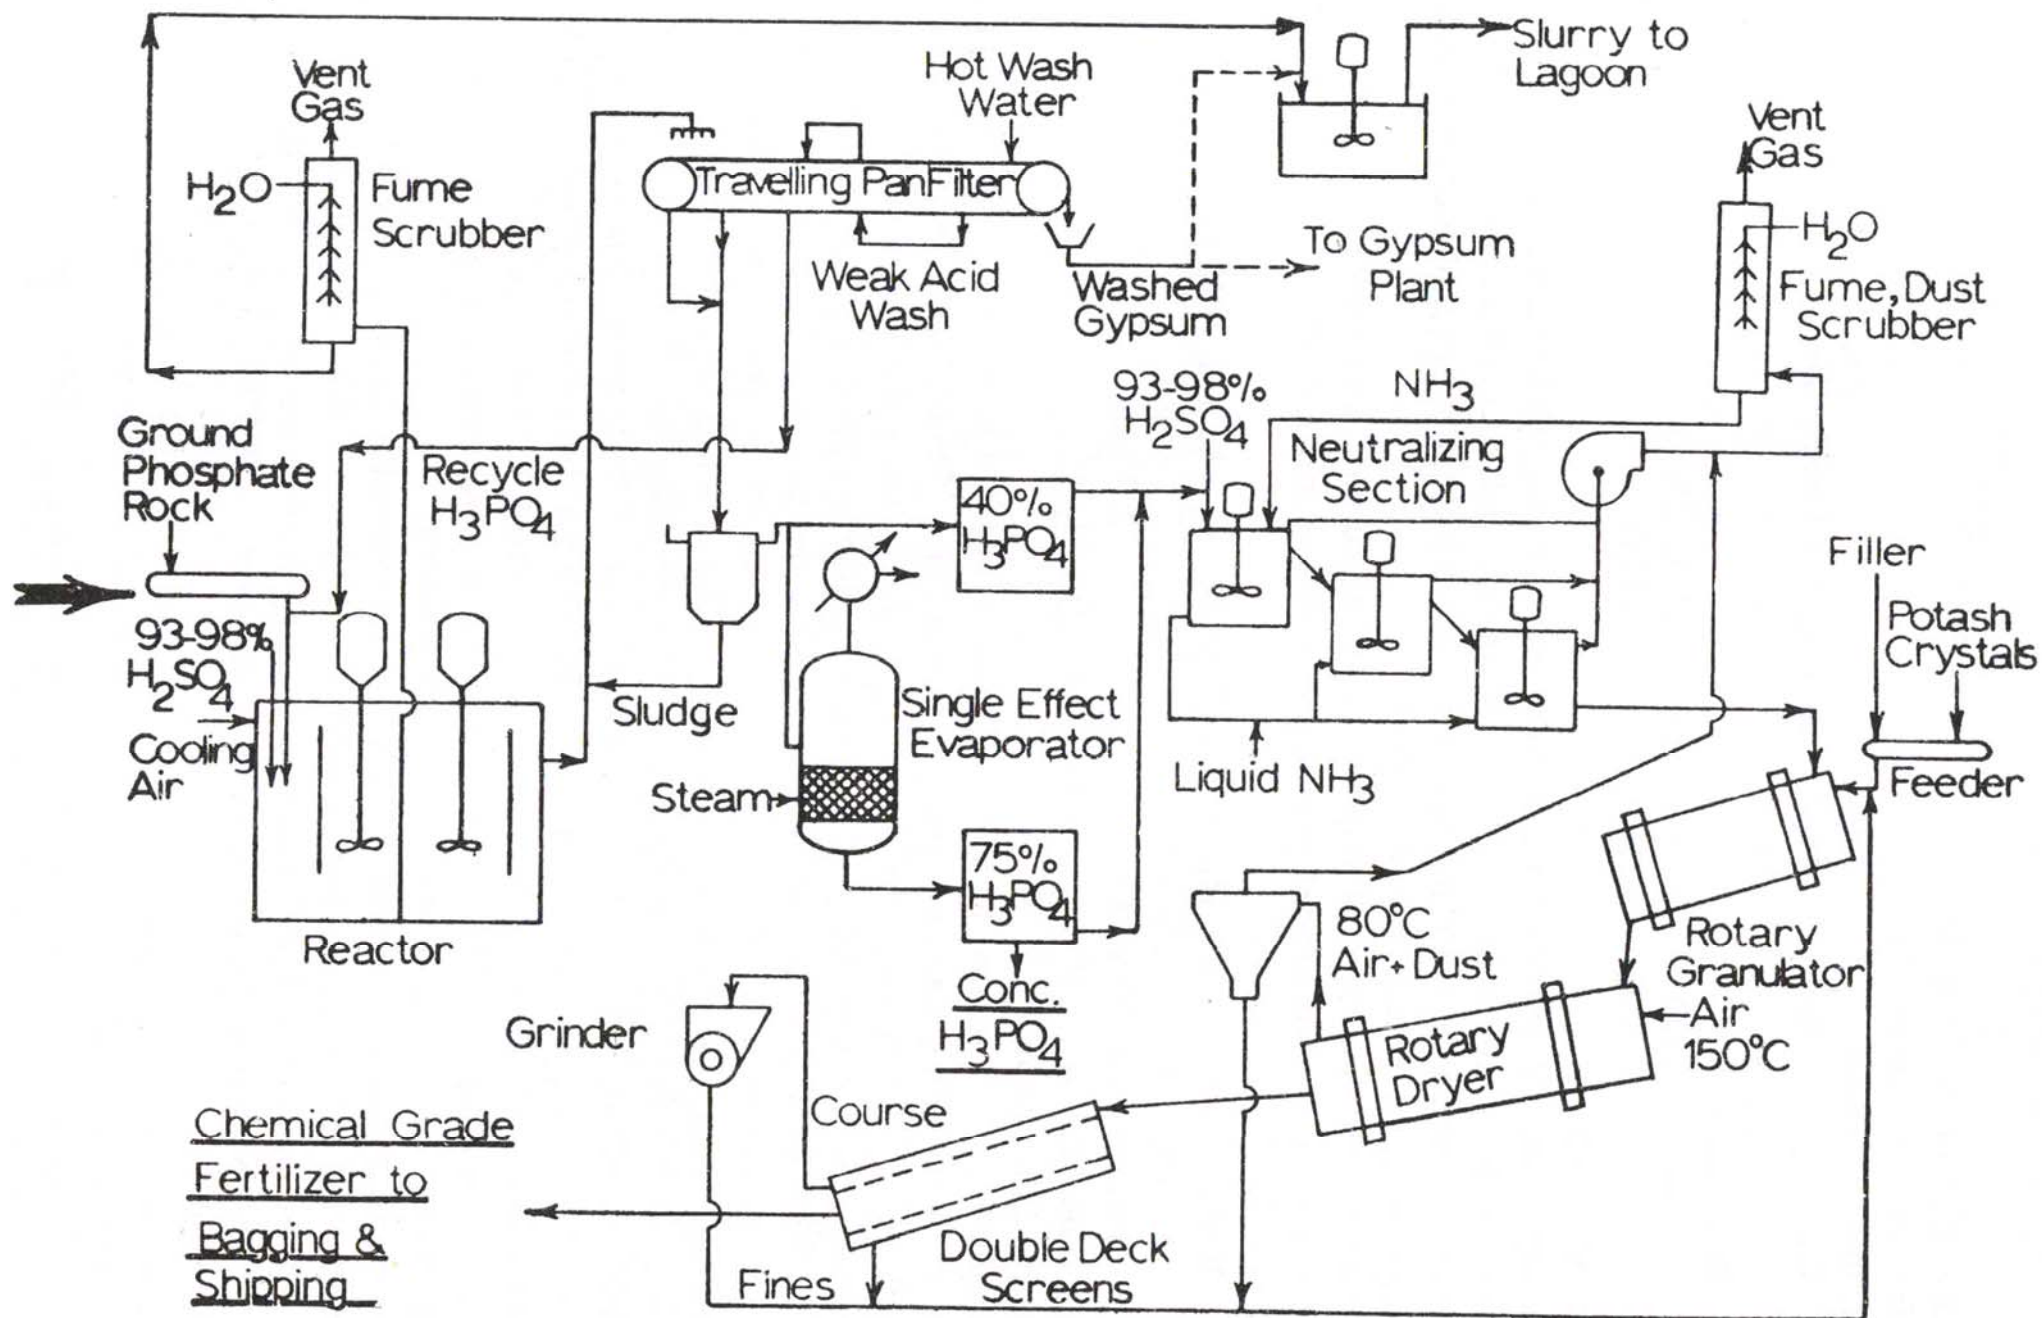 Slurry to
Lagoon
Vent
Gas
Hot Wash
Water
H2O
Fume
Scrubber
Travelling Pan Filter
Vent
Gas
To Gypsum
Plant
H2O
Weak Acid
Wash
Washed
Gypsum
Fume, Dust
Scrubber
93-98%
H2SO4
NH3
Ground
Phosphate
Rock
Recycle
H3PO4
Neutralizing
Section
40%
H3PO4
Filler
Potash
Crystals
93-98%
H2SO4
Cooling
Air
Sludge
Single Effect
Evaporator
Steam
Liquid NH3
Feeder
75%
H3PO4
Reactor
80°C
Air + Dust
Rotary
Granulator
Conc.
H3PO4
Air
150°C
Grinder
Rotary
Dryer
Course
Chemical Grade
Fertilizer to
Bagging &
Shipping
Double Deck
Screens
Fines